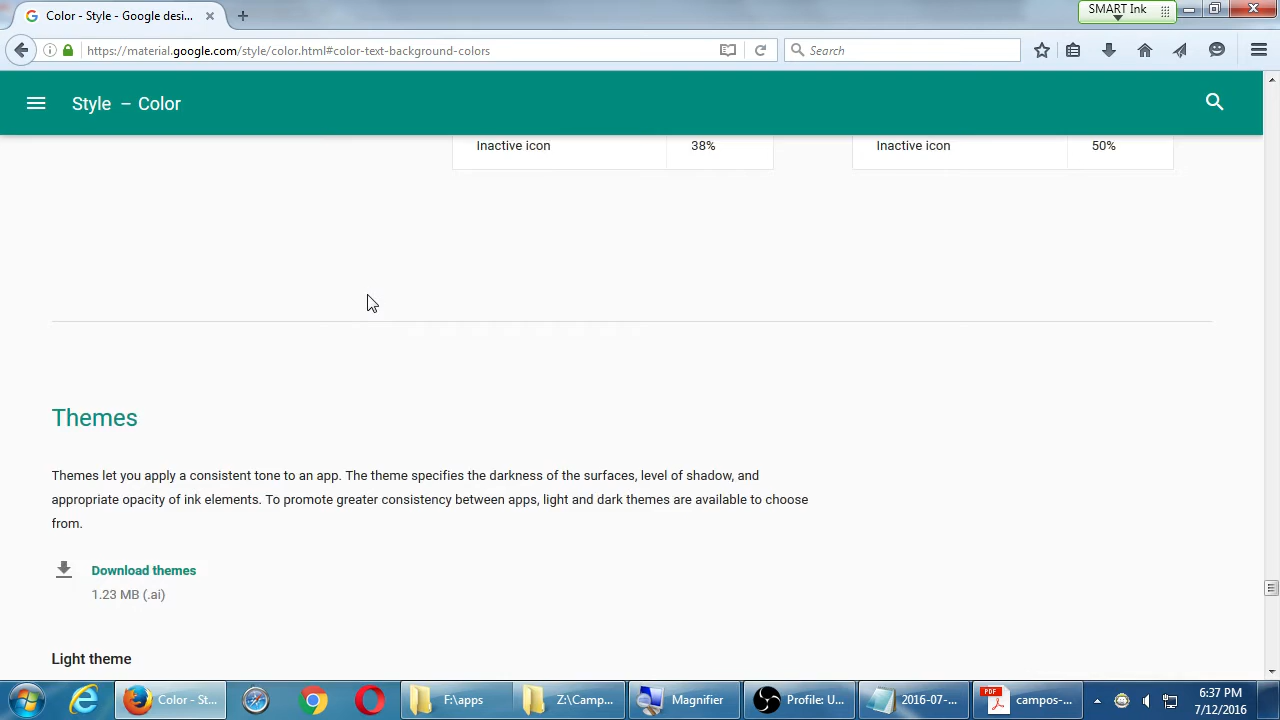 Color - Style - Google desi...
SMART Ink
https://material.google.com/style/color.html#color-text-background-colors
Search
Style – Color
Inactive icon 38% Inactive icon 50%
Themes
Themes let you apply a consistent tone to an app. The theme specifies the darkness of the surfaces, level of shadow, and
appropriate opacity of ink elements. To promote greater consistency between apps, light and dark themes are available to choose
from.
Download themes
1.23 MB (.ai)
Light theme
Color - St...
F:\apps
Z:\Camp...
Magnifier
Profile: U...
2016-07-...
PDF
campos-...
6:37 PM
7/12/2016